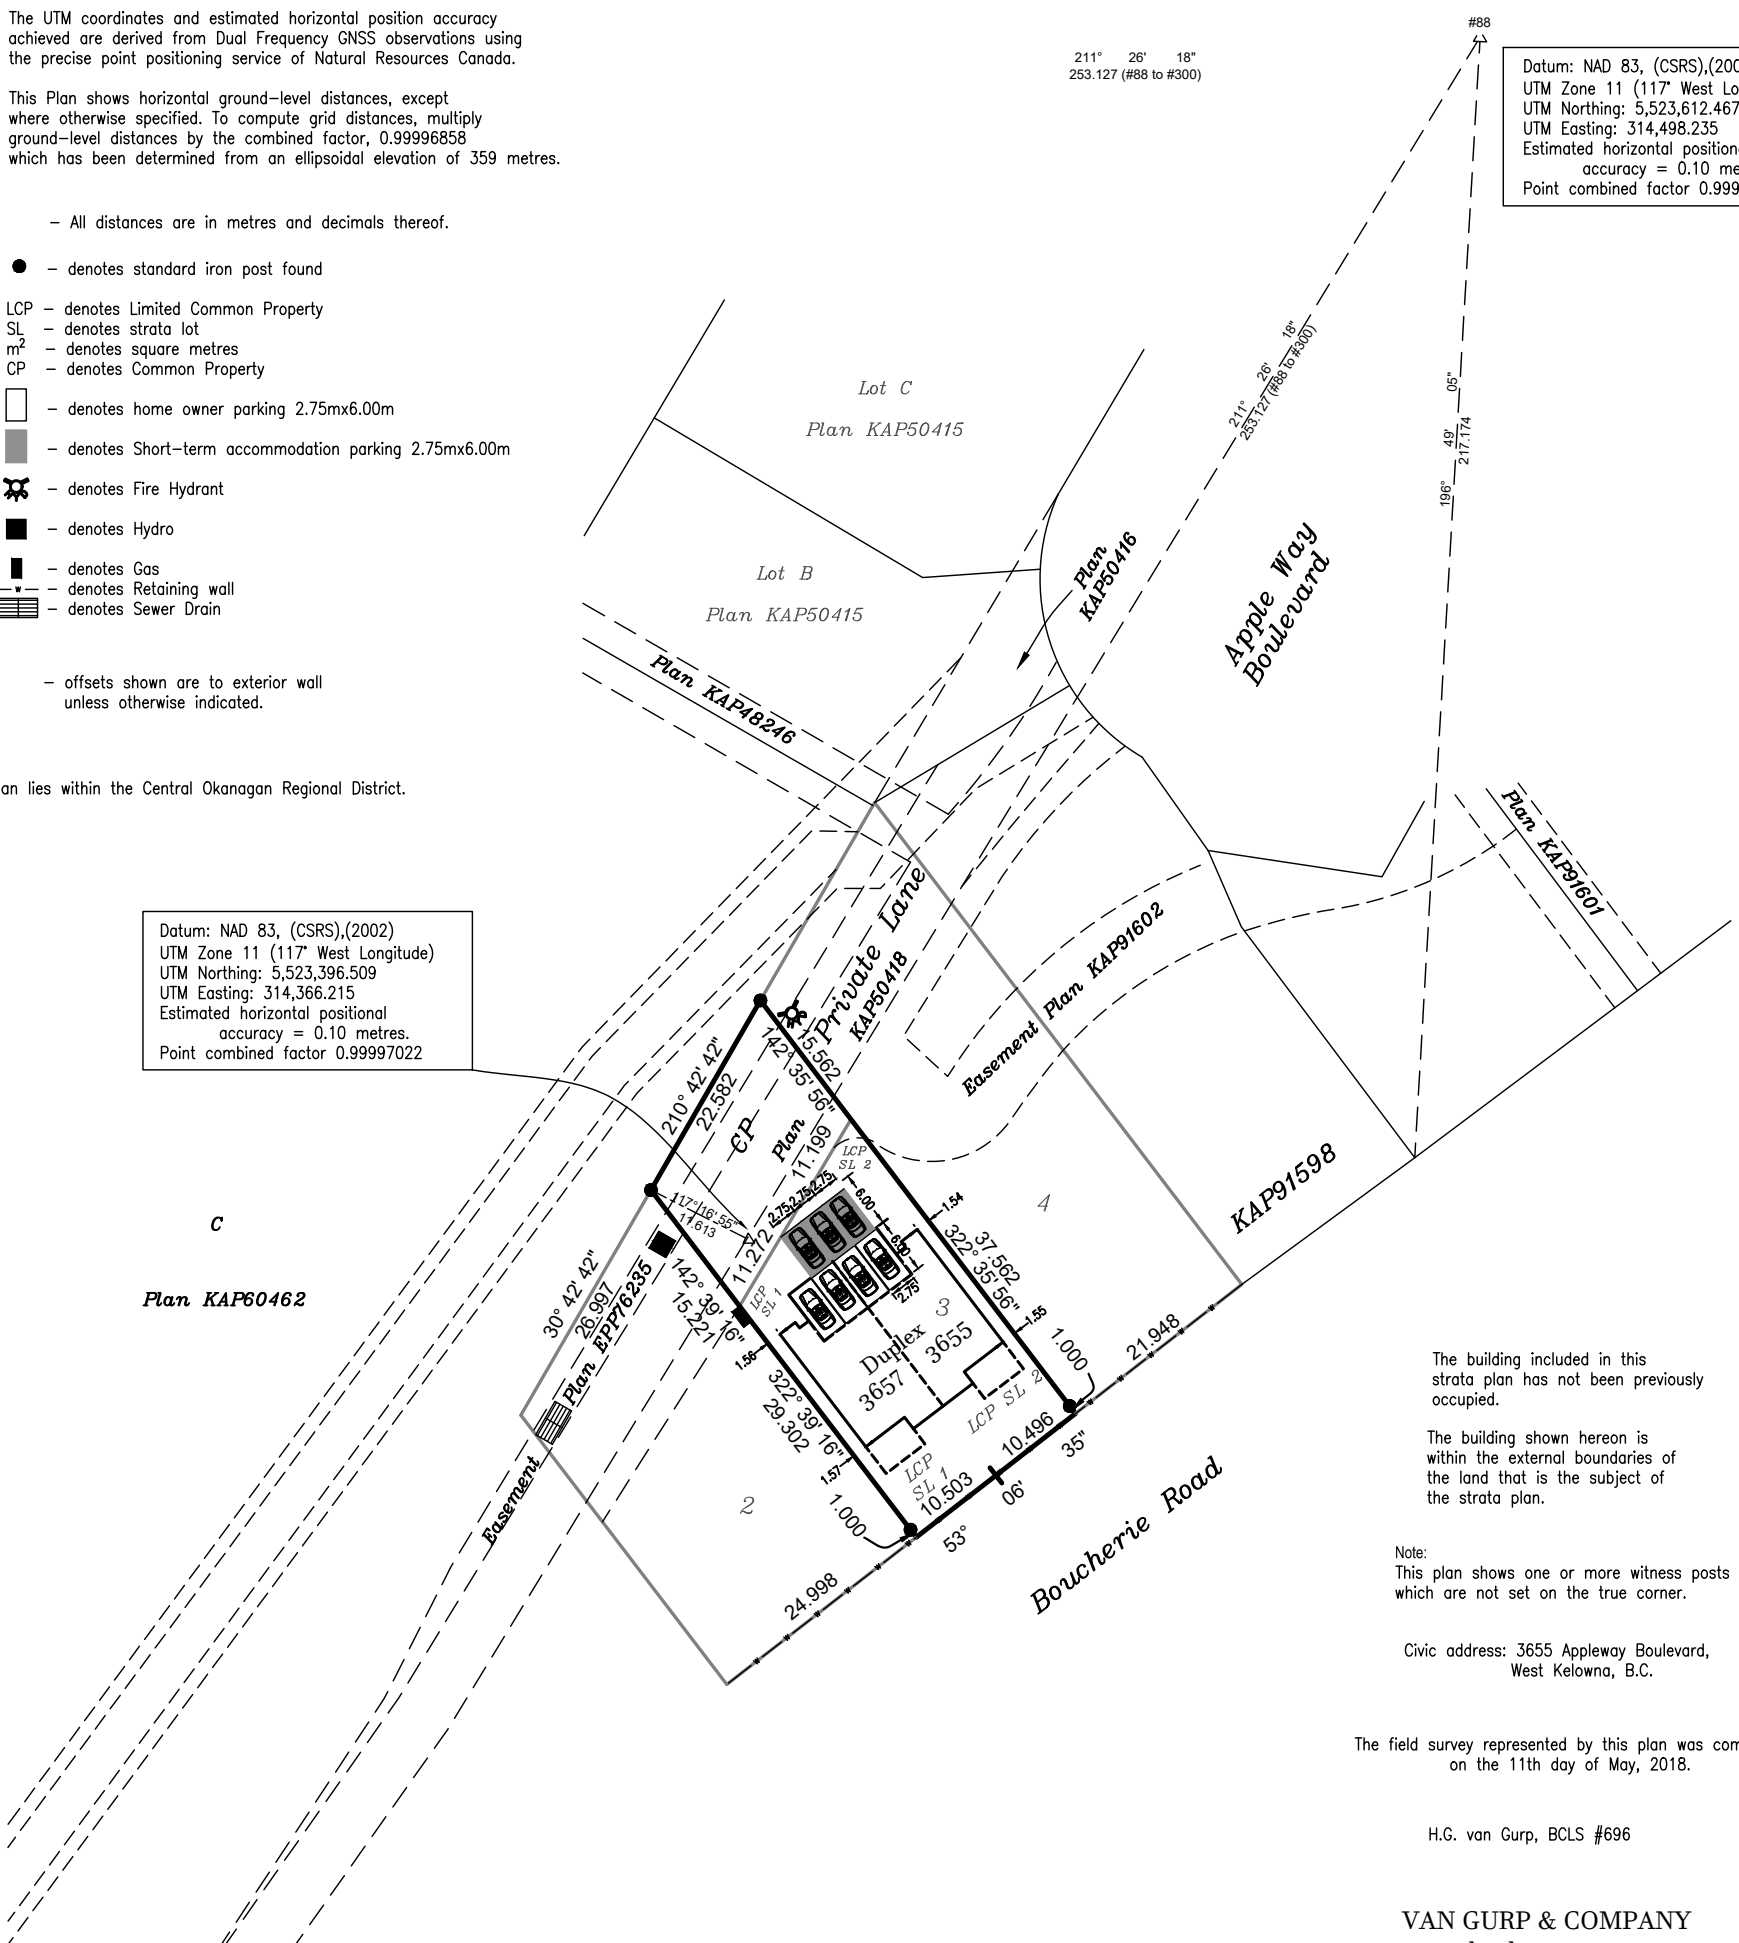 The UTM coordinates and estimated horizontal position accuracy
achieved are derived from Dual Frequency GNSS observations using
the precise point positioning service of Natural Resources Canada.
This Plan shows horizontal ground-level distances, except
where otherwise specified. To compute grid distances, multiply
ground-level distances by the combined factor, 0.99996858
which has been determined from an ellipsoidal elevation of 359 metres.
- All distances are in metres and decimals thereof.
- denotes standard iron post found
LCP - denotes Limited Common Property
SL - denotes strata lot
m² - denotes square metres
CP - denotes Common Property
- denotes home owner parking 2.75mx6.00m
- denotes Short-term accommodation parking 2.75mx6.00m
- denotes Fire Hydrant
- denotes Hydro
- denotes Gas
- denotes Retaining wall
- denotes Sewer Drain
- offsets shown are to exterior wall
unless otherwise indicated.
an lies within the Central Okanagan Regional District.
211° 26' 18"
253.127 (#88 to #300)
#88
Datum: NAD 83, (CSRS),(200
UTM Zone 11 (117° West Lo
UTM Northing: 5,523,612.467
UTM Easting: 314,498.235
Estimated horizontal position
accuracy = 0.10 me
Point combined factor 0.999
211° 26' 18"
253.127 (#88 to #300)
196° 49' 05"
217.174
Lot C
Plan KAP50415
Lot B
Plan KAP50415
Plan
KAP50416
Apple Way
Boulevard
Plan KAP48246
Plan KAP91601
Datum: NAD 83, (CSRS),(2002)
UTM Zone 11 (117° West Longitude)
UTM Northing: 5,523,396.509
UTM Easting: 314,366.215
Estimated horizontal positional
accuracy = 0.10 metres.
Point combined factor 0.99997022
Private Lane
KAP50418
Plan
Easement Plan KAP91602
210° 42' 42"
22.582
15.562
142° 35' 56"
CP
11.199
LCP
SL 2
2.75 2.75 2.75
6.00
6.00
2.75
1.54
37.562
322° 35' 56"
1.55
4
KAP91598
117° 16' 55"
11.613
11.272
LCP
SL 1
142° 39' 16"
15.221
C
Plan KAP60462
30° 42' 42"
26.997
Plan EPP76235
Easement
1.56
322° 39' 16"
29.302
1.57
1.000
3
Duplex
3655
3657
LCP SL 2
LCP
SL 1
1.000
21.948
10.496
10.503
53° 06' 35"
2
24.998
Boucherie Road
The building included in this
strata plan has not been previously
occupied.
The building shown hereon is
within the external boundaries of
the land that is the subject of
the strata plan.
Note:
This plan shows one or more witness posts
which are not set on the true corner.
Civic address: 3655 Appleway Boulevard,
West Kelowna, B.C.
The field survey represented by this plan was com
on the 11th day of May, 2018.
H.G. van Gurp, BCLS #696
VAN GURP & COMPANY